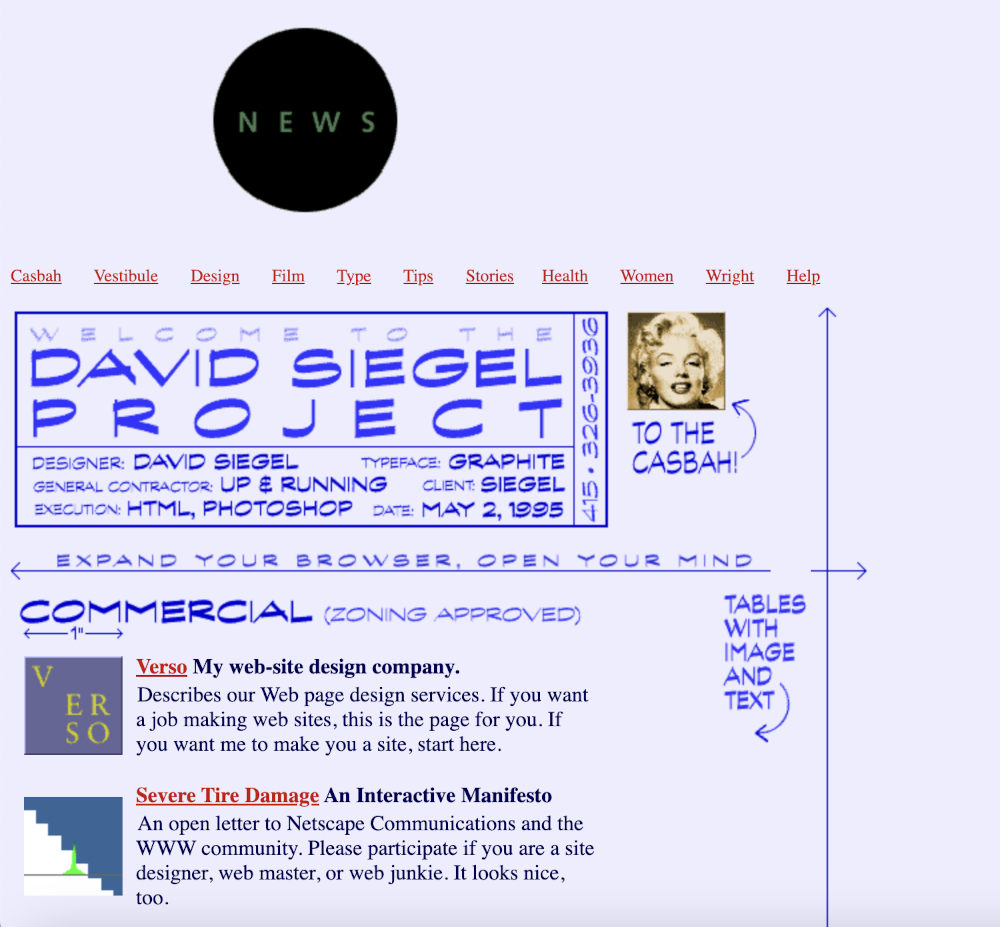 NEWS
Casbah Vestibule Design Film Type Tips Stories Health Women Wright Help
WELCOME TO THE
DAVID SIEGEL
PROJECT
DESIGNER: DAVID SIEGEL TYPEFACE: GRAPHITE
GENERAL CONTRACTOR: UP & RUNNING CLIENT: SIEGEL
EXECUTION: HTML, PHOTOSHOP DATE: MAY 2, 1995
415 • 326-3936
TO THE
CASBAH!
EXPAND YOUR BROWSER, OPEN YOUR MIND
COMMERCIAL (ZONING APPROVED)
1"
TABLES
WITH
IMAGE
AND
TEXT
V
ER
SO
Verso My web-site design company.
Describes our Web page design services. If you want
a job making web sites, this is the page for you. If
you want me to make you a site, start here.
Severe Tire Damage An Interactive Manifesto
An open letter to Netscape Communications and the
WWW community. Please participate if you are a site
designer, web master, or web junkie. It looks nice,
too.